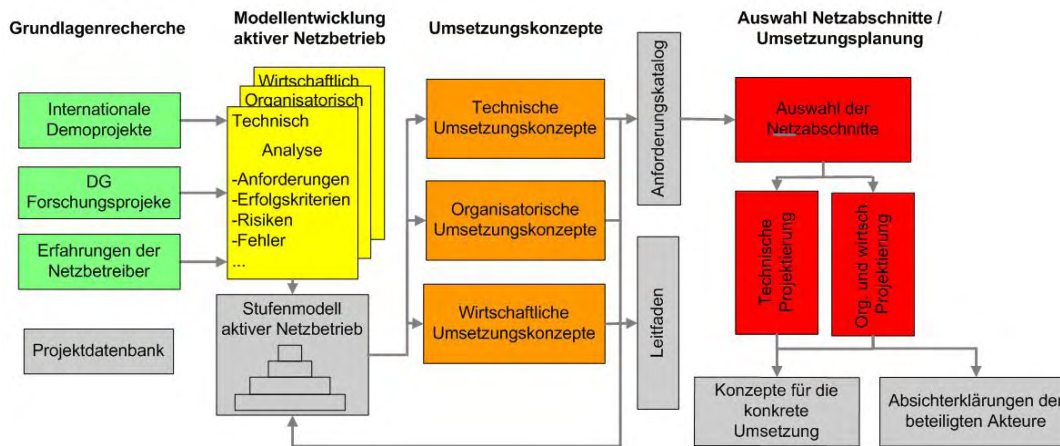 Grundlagenrecherche
Modellentwicklung
aktiver Netzbetrieb
Umsetzungskonzepte
Auswahl Netzabschnitte /
Umsetzungsplanung
Internationale
Demoprojekte
DG
Forschungsprojeke
Erfahrungen der
Netzbetreiber
Projektdatenbank
Wirtschaftlich
Organisatorisch
Technisch
Analyse
-Anforderungen
-Erfolgskriterien
-Risiken
-Fehler
...
Stufenmodell
aktiver Netzbetrieb
Technische
Umsetzungskonzepte
Organisatorische
Umsetzungskonzepte
Wirtschaftliche
Umsetzungskonzepte
Anforderungskatalog
Leitfaden
Auswahl der
Netzabschnitte
Technische
Projektierung
Org. und wirtsch.
Projektierung
Konzepte für die
konkrete
Umsetzung
Absichterklärungen der
beteiligten Akteure